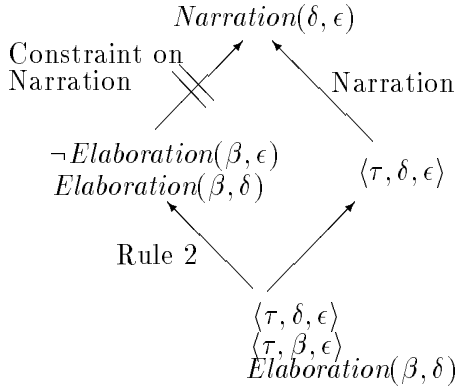 Narration(δ, ϵ)
Constraint on
Narration
Narration
¬Elaboration(β, ϵ)
Elaboration(β, δ)
⟨τ, δ, ϵ⟩
Rule 2
⟨τ, δ, ϵ⟩
⟨τ, β, ϵ⟩
Elaboration(β, δ)